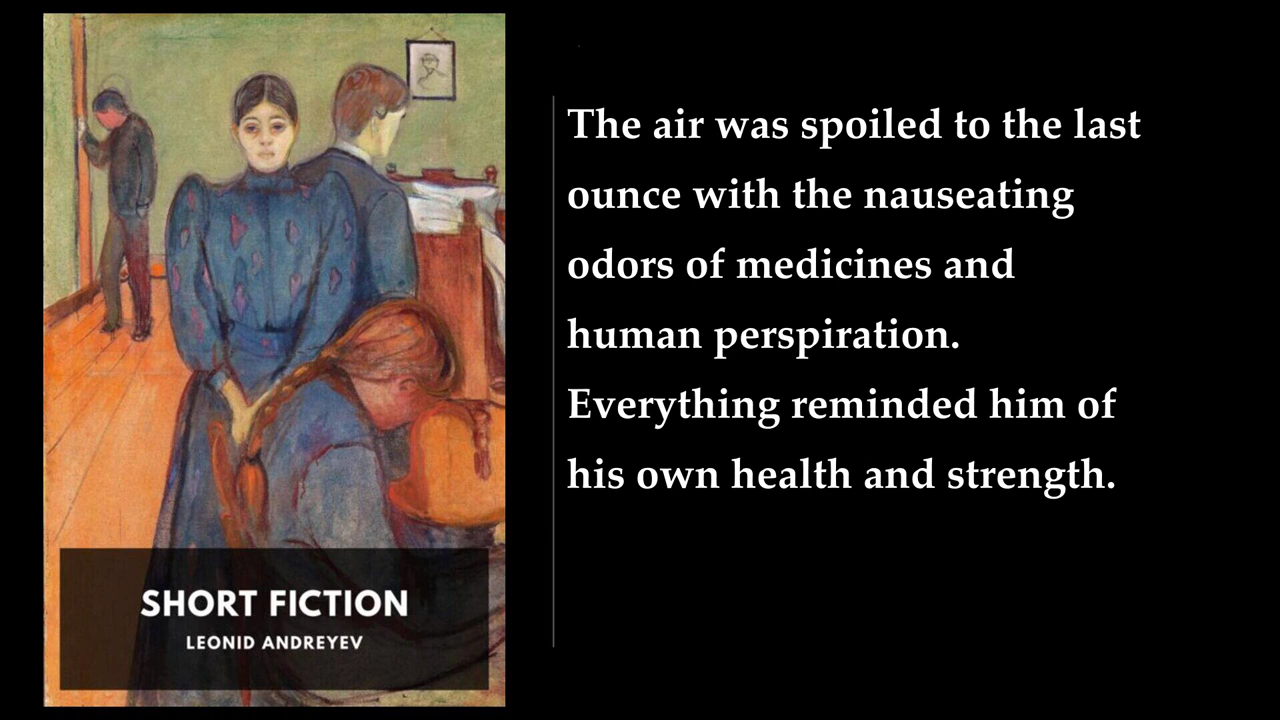 The air was spoiled to the last
ounce with the nauseating
odors of medicines and
human perspiration.
Everything reminded him of
his own health and strength.
SHORT FICTION
LEONID ANDREYEV